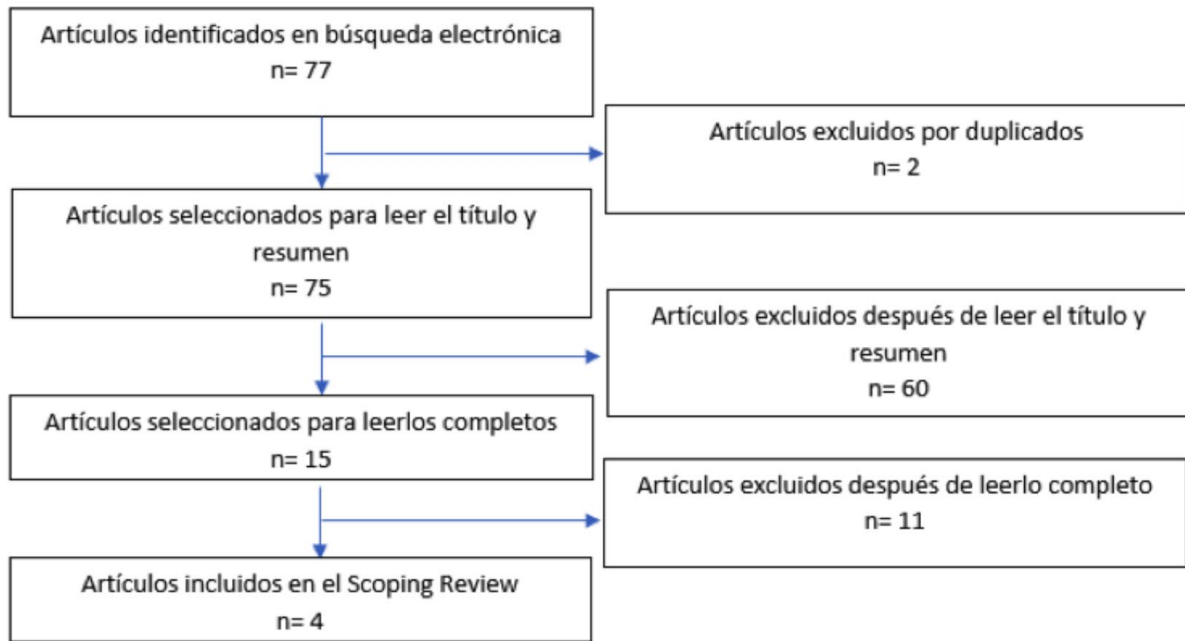 Artículos identificados en búsqueda electrónica
n= 77
Artículos excluidos por duplicados
n= 2
Artículos seleccionados para leer el título y
resumen
n= 75
Artículos excluidos después de leer el título y
resumen
n= 60
Artículos seleccionados para leerlos completos
n= 15
Artículos excluidos después de leerlo completo
n= 11
Artículos incluidos en el Scoping Review
n= 4